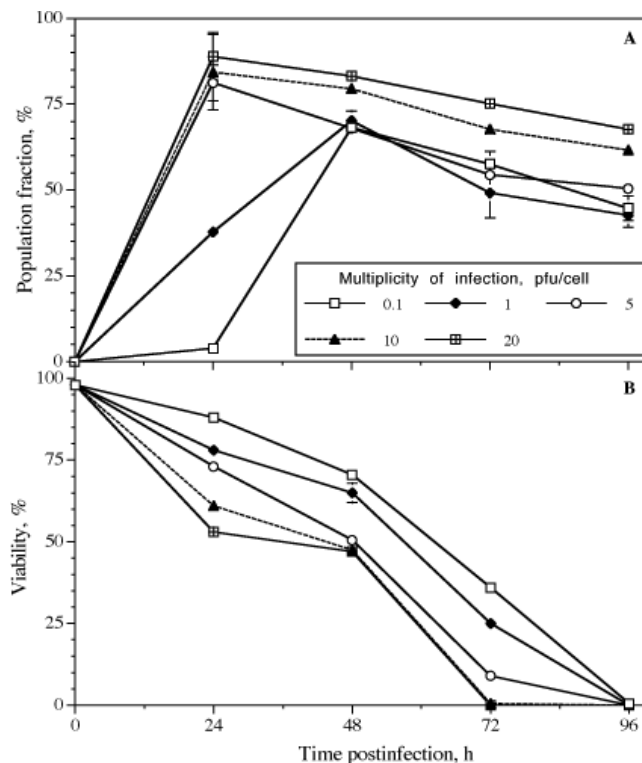 A
Population fraction, %
100
75
50
25
0
Multiplicity of infection, pfu/cell
0.1 1 5
10 20
B
Viability, %
100
75
50
25
0
0 24 48 72 96
Time postinfection, h